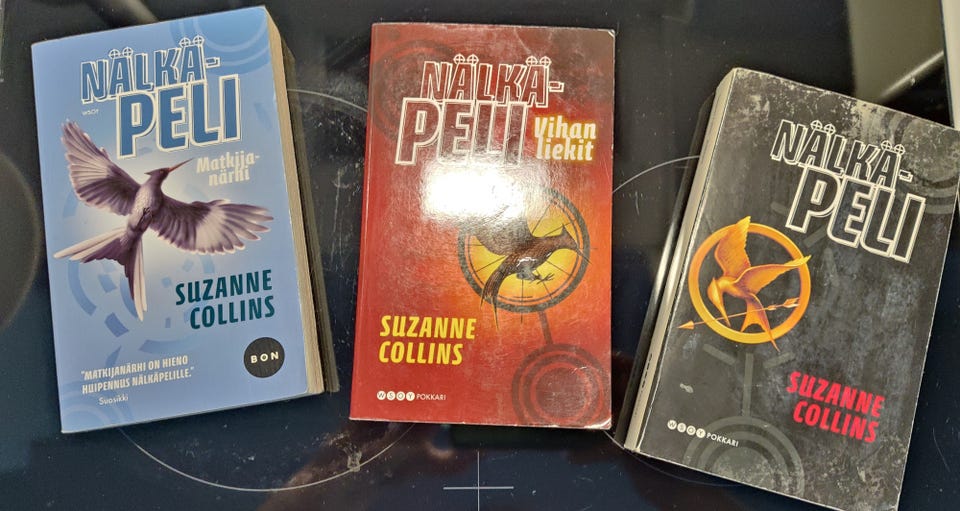 NÄLKÄ-
PELI
WSOY
Matkija-
närhi
SUZANNE
COLLINS
BON
"MATKIJANÄRHI ON HIENO
HUIPENNUS NÄLKÄPELILLE."
Suosikki
NÄLKÄ-
PELI
Vihan
liekit
SUZANNE
COLLINS
WSOY POKKARI
NÄLKÄ-
PELI
SUZANNE
COLLINS
WSOY POKKARI